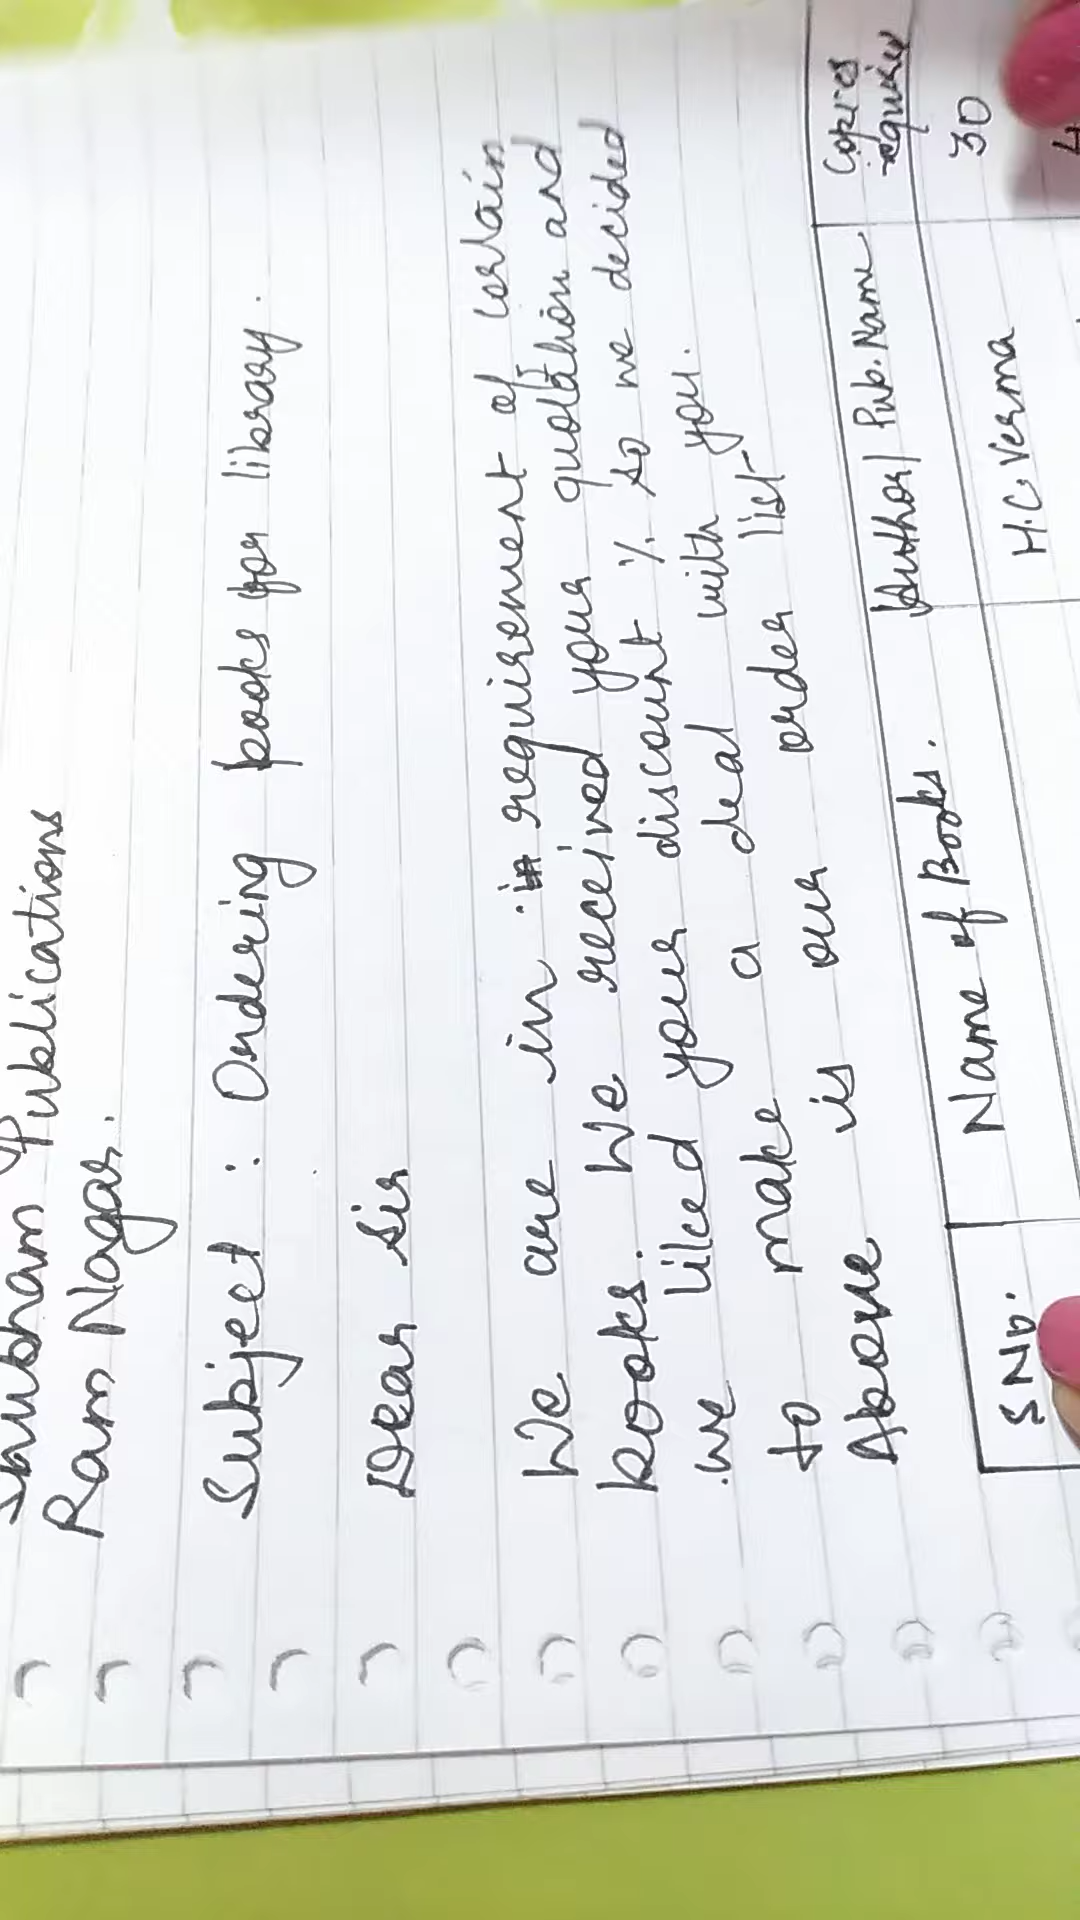 Shubham Publications
Ram Nagar.
Subject : Ordering books for library.
Dear Sir
We are in requirement of certain
books. We received your quotation and
we liked your discount % so we decided
to make a deal with you.
Above is our order list
S No. Name of Books. Author/ Pub. Name Copies required
H.C. Verma 30